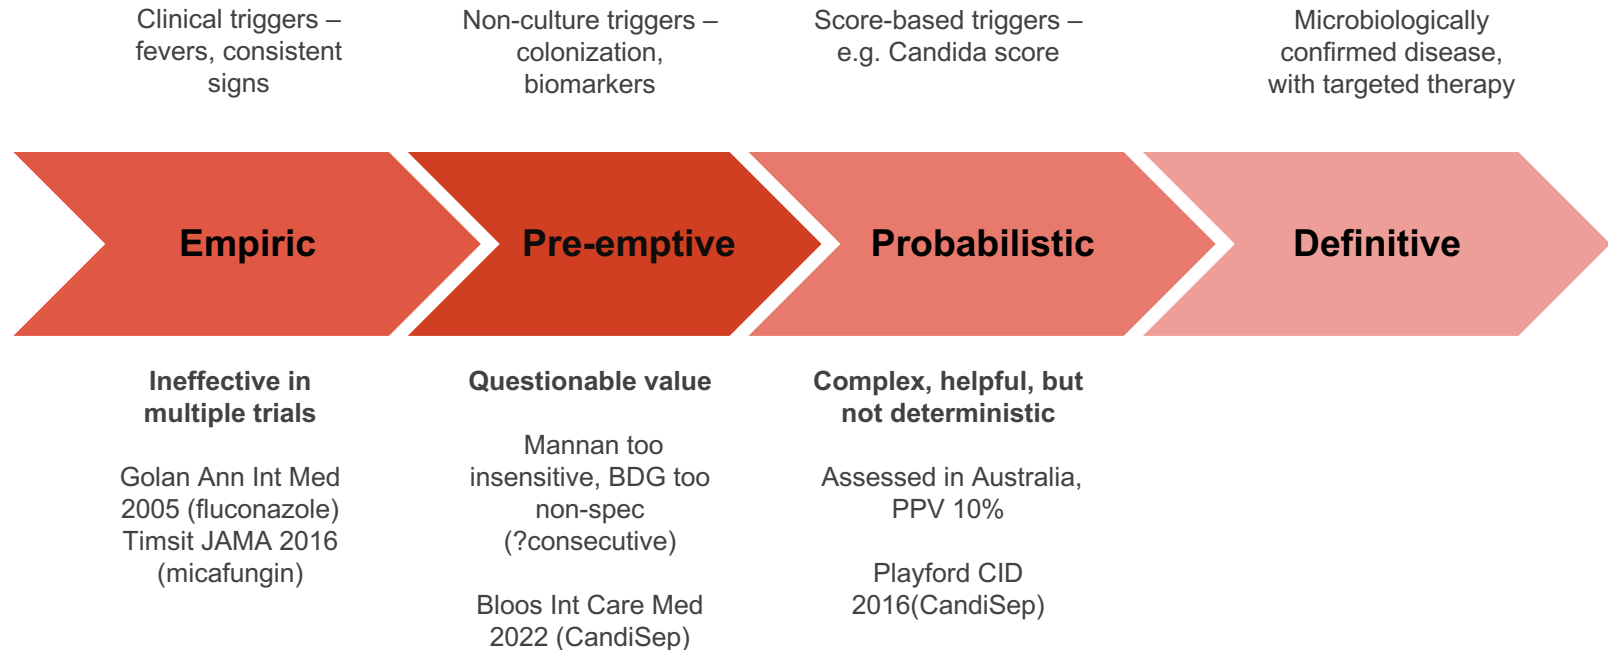 Clinical triggers –
fevers, consistent
signs
Non-culture triggers –
colonization,
biomarkers
Score-based triggers –
e.g. Candida score
Microbiologically
confirmed disease,
with targeted therapy
Empiric
Pre-emptive
Probabilistic
Definitive
Ineffective in
multiple trials
Golan Ann Int Med
2005 (fluconazole)
Timsit JAMA 2016
(micafungin)
Questionable value
Mannan too
insensitive, BDG too
non-spec
(?consecutive)
Bloos Int Care Med
2022 (CandiSep)
Complex, helpful, but
not deterministic
Assessed in Australia,
PPV 10%
Playford CID
2016(CandiSep)